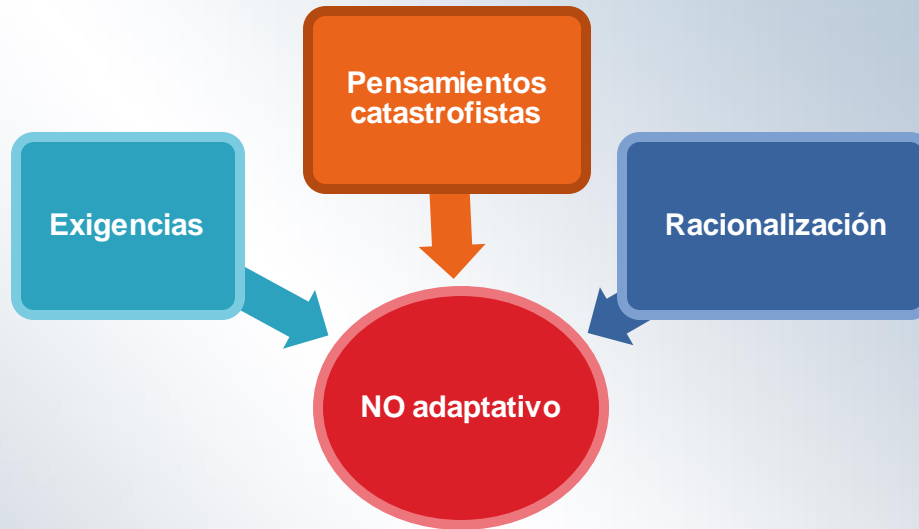 Pensamientos
catastrofistas
Exigencias
Racionalización
NO adaptativo